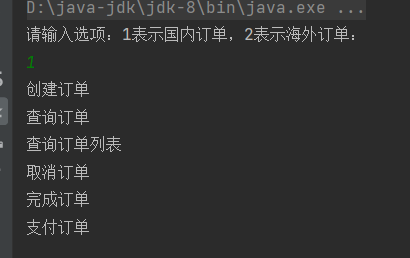 D:\java-jdk\jdk-8\bin\java.exe ...
请输入选项：1表示国内订单，2表示海外订单：
1
创建订单
查询订单
查询订单列表
取消订单
完成订单
支付订单